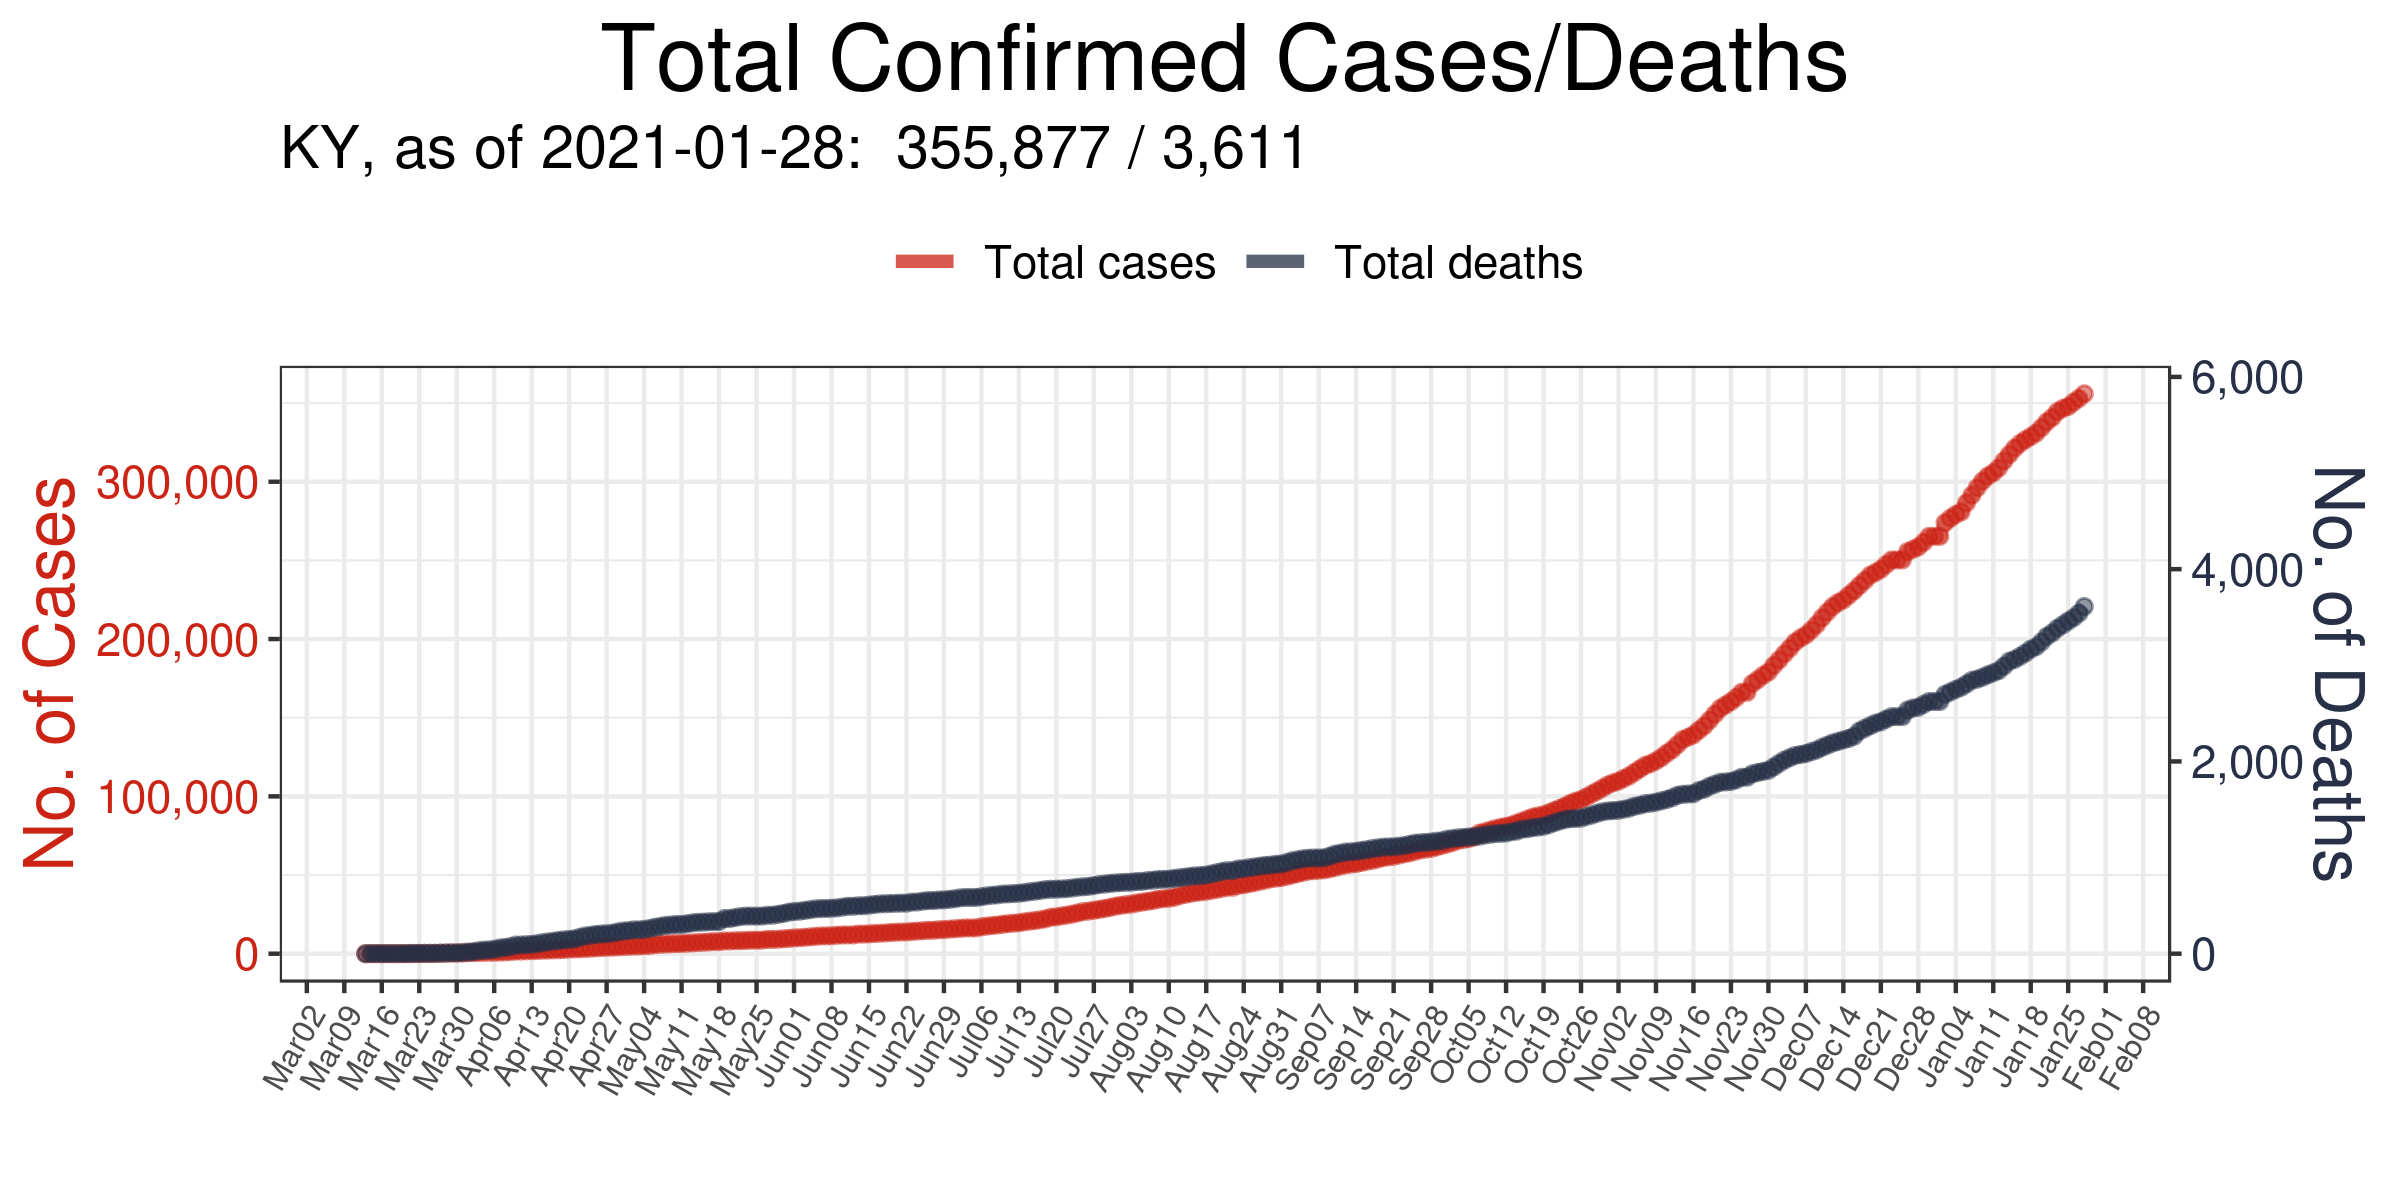 Total Confirmed Cases/Deaths
KY, as of 2021-01-28:  355,877 / 3,611
Total cases
Total deaths
No. of Cases
300,000
200,000
100,000
0
6,000
4,000
2,000
0
No. of Deaths
Mar02
Mar09
Mar16
Mar23
Mar30
Apr06
Apr13
Apr20
Apr27
May04
May11
May18
May25
Jun01
Jun08
Jun15
Jun22
Jun29
Jul06
Jul13
Jul20
Jul27
Aug03
Aug10
Aug17
Aug24
Aug31
Sep07
Sep14
Sep21
Sep28
Oct05
Oct12
Oct19
Oct26
Nov02
Nov09
Nov16
Nov23
Nov30
Dec07
Dec14
Dec21
Dec28
Jan04
Jan11
Jan18
Jan25
Feb01
Feb08